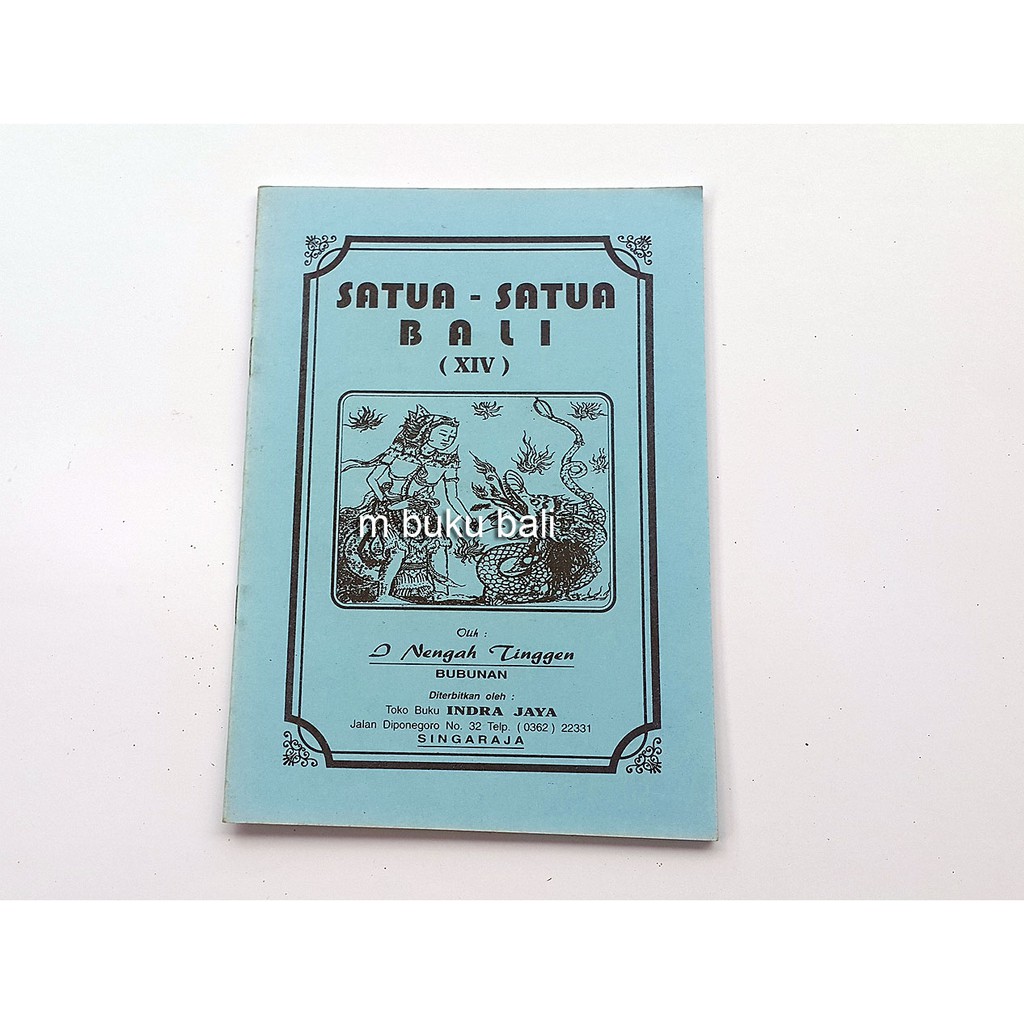 SATUA - SATUA
BALI
( XIV )
m buku bali
Olih :
I Nengah Tinggen
BUBUNAN
Diterbitkan oleh :
Toko Buku INDRA JAYA
Jalan Diponegoro No. 32 Telp. ( 0362 ) 22331
SINGARAJA